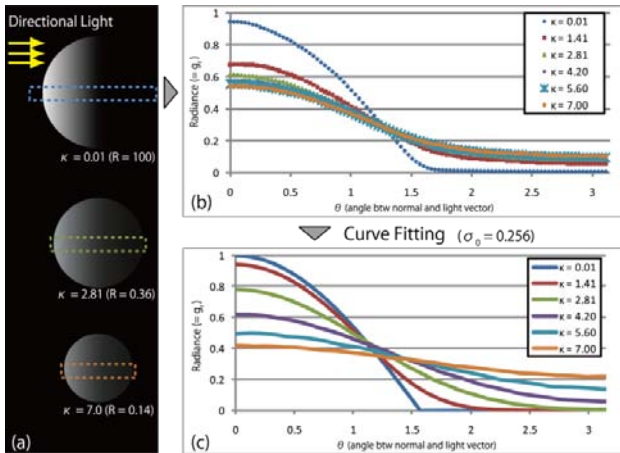 Directional Light
κ = 0.01 (R = 100)
κ = 2.81 (R = 0.36)
κ = 7.0 (R = 0.14)
(a)
Radiance (= gᵣ)
1
0.8
0.6
0.4
0.2
0
0 0.5 1 1.5 2 2.5 3
κ = 0.01
κ = 1.41
κ = 2.81
κ = 4.20
κ = 5.60
κ = 7.00
(b)
θ (angle btw normal and light vector)
Curve Fitting (σ₀ = 0.256)
Radiance (= gᵣ)
1
0.8
0.6
0.4
0.2
0
0 0.5 1 1.5 2 2.5 3
κ = 0.01
κ = 1.41
κ = 2.81
κ = 4.20
κ = 5.60
κ = 7.00
(c)
θ (angle btw normal and light vector)